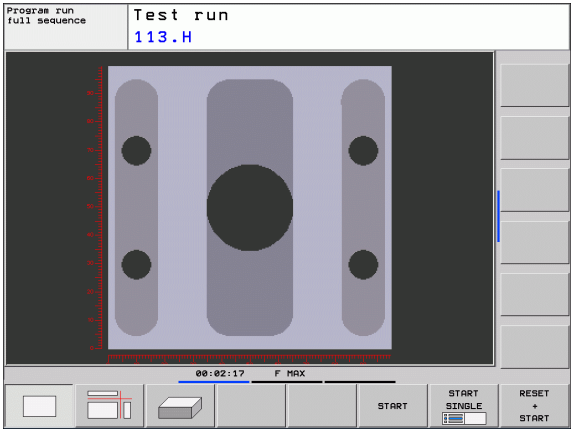 Program run
full sequence
Test run
113.H
00:02:17 F MAX
START
START
SINGLE
RESET
+
START